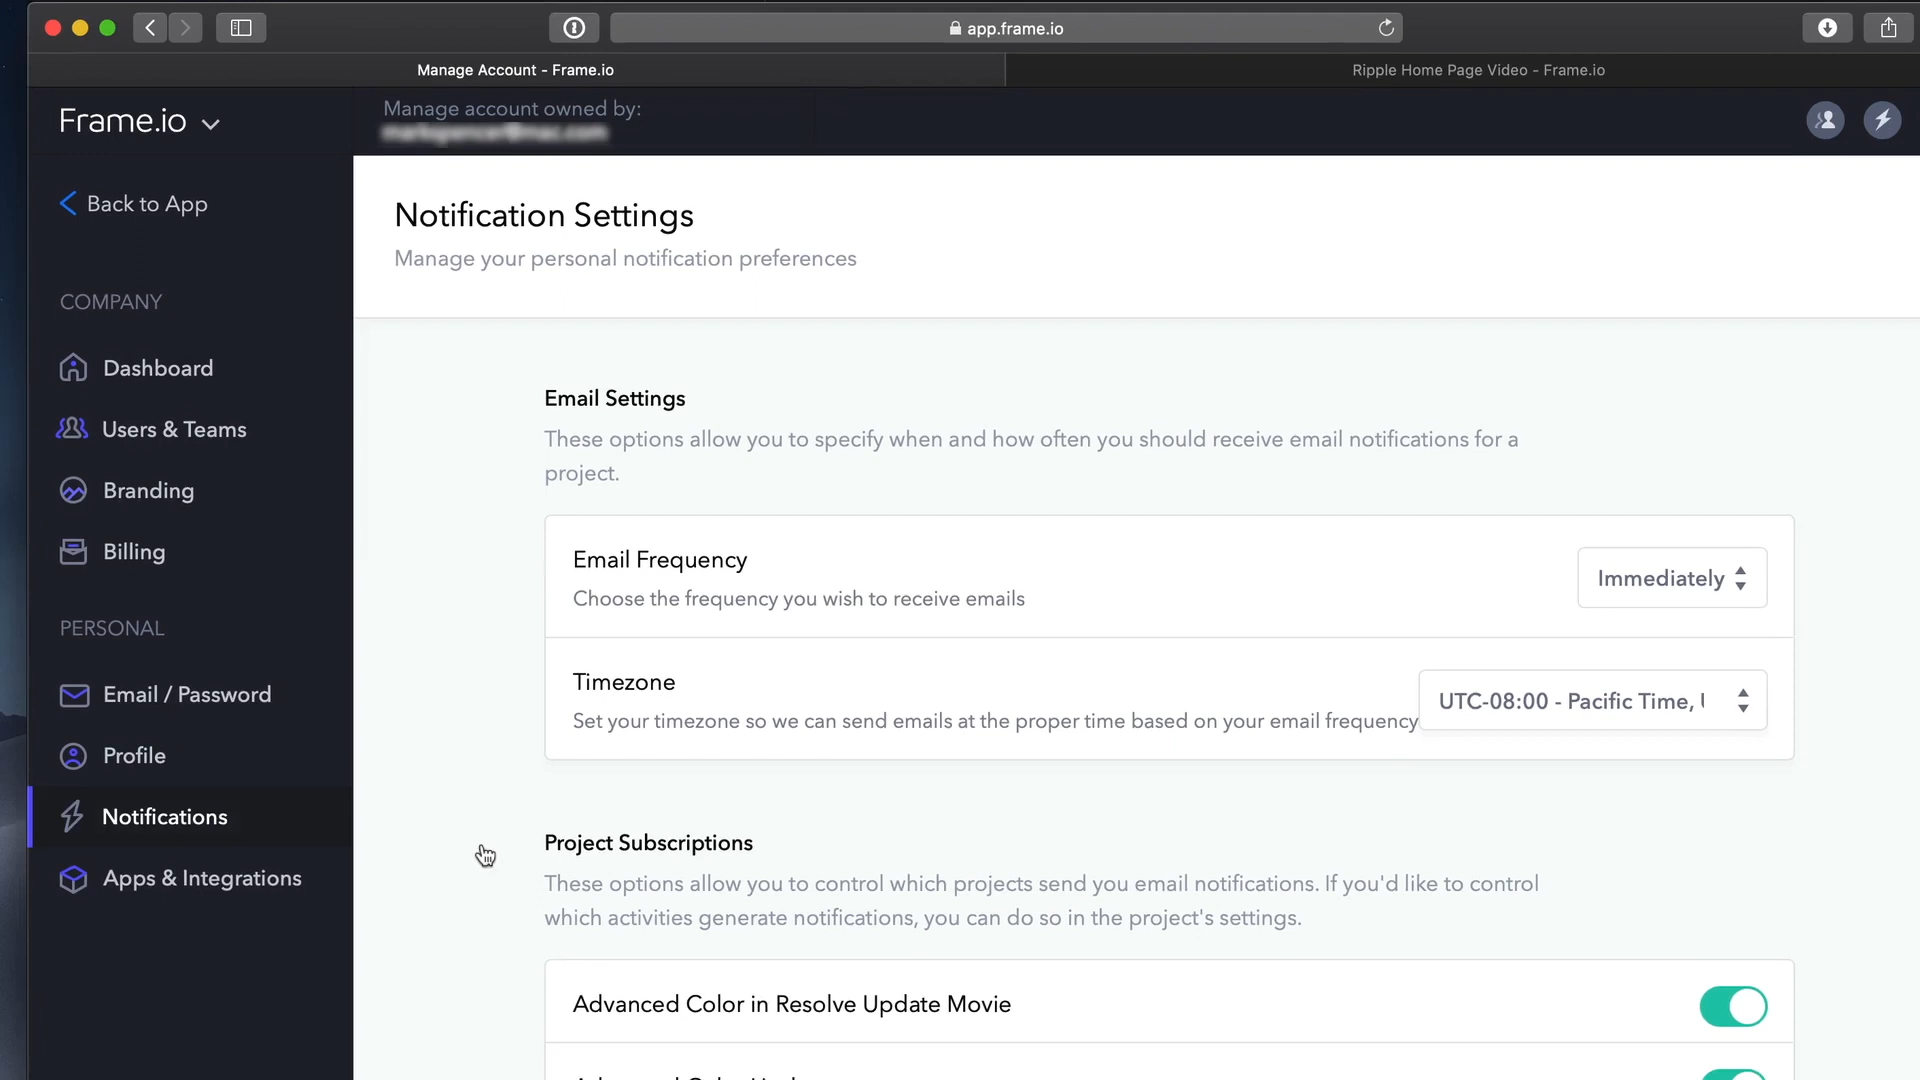 app.frame.io
Manage Account - Frame.io
Ripple Home Page Video - Frame.io
Frame.io
Manage account owned by:
Back to App
Notification Settings
Manage your personal notification preferences
COMPANY
Dashboard
Users & Teams
Branding
Billing
PERSONAL
Email / Password
Profile
Notifications
Apps & Integrations
Email Settings
These options allow you to specify when and how often you should receive email notifications for a
project.
Email Frequency
Choose the frequency you wish to receive emails
Immediately
Timezone
Set your timezone so we can send emails at the proper time based on your email frequency
UTC-08:00 - Pacific Time,
Project Subscriptions
These options allow you to control which projects send you email notifications. If you'd like to control
which activities generate notifications, you can do so in the project's settings.
Advanced Color in Resolve Update Movie